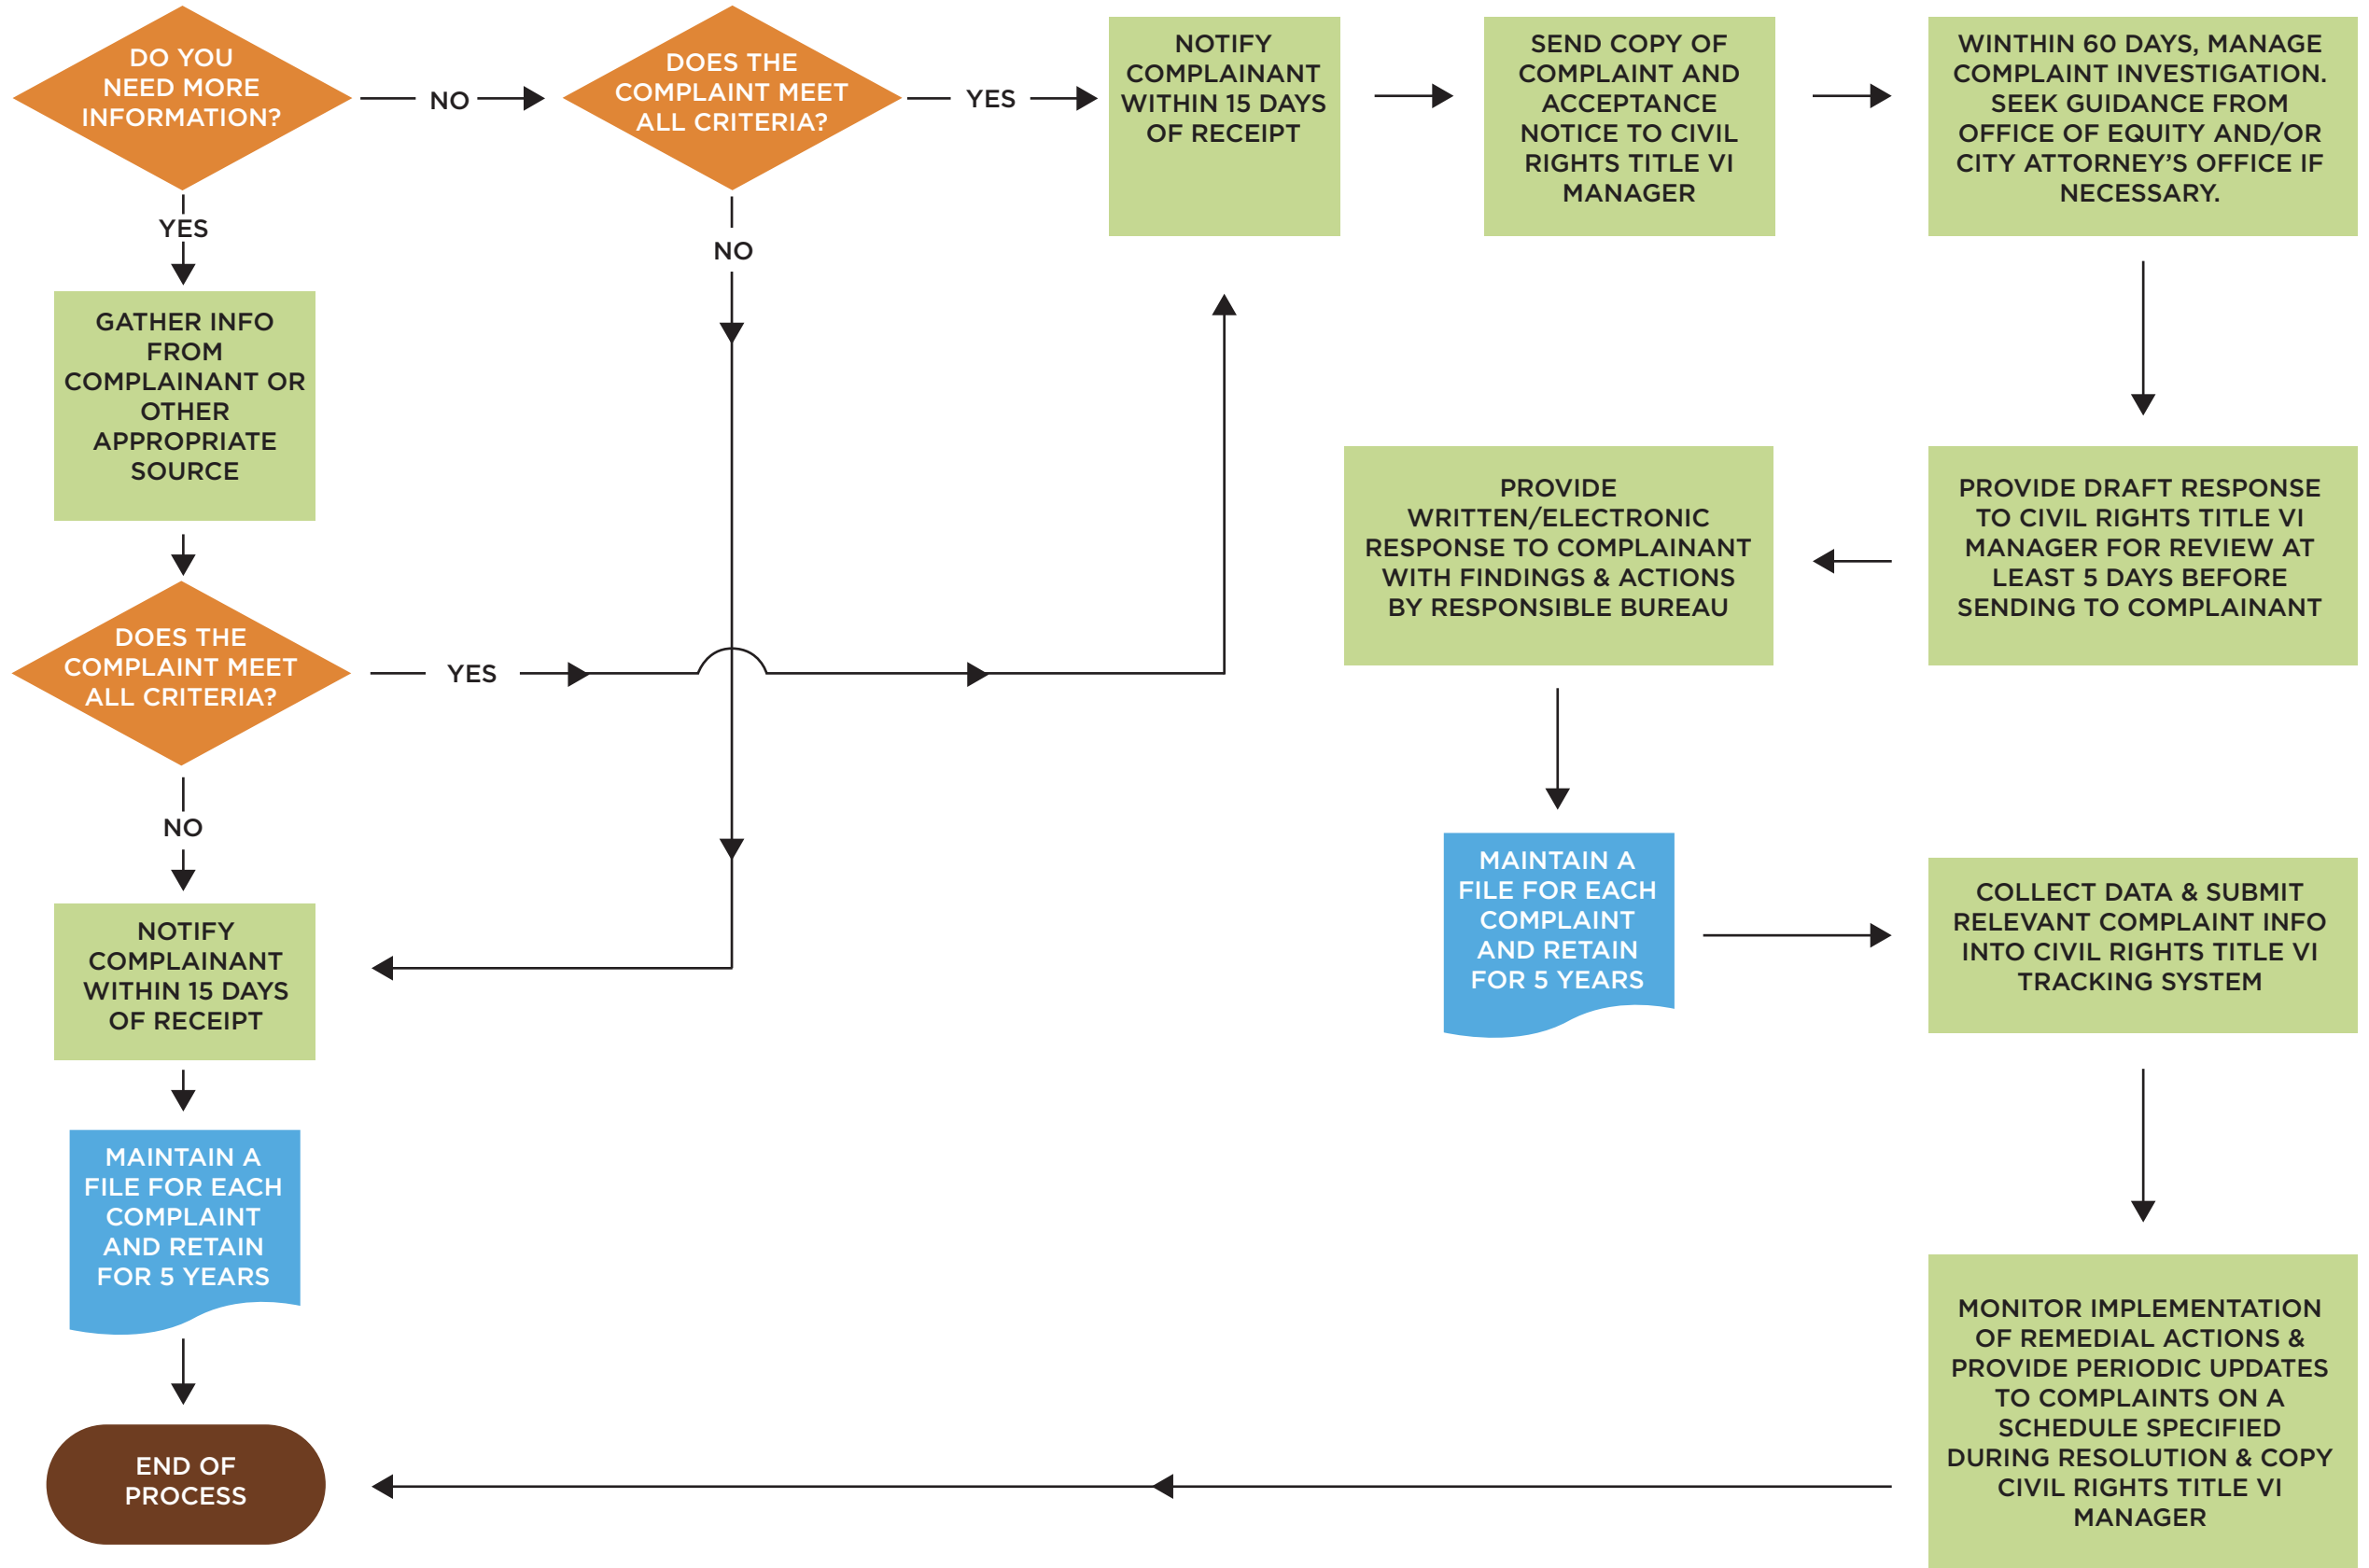 DO YOU
NEED MORE
INFORMATION?
NO
DOES THE
COMPLAINT MEET
ALL CRITERIA?
YES
NOTIFY
COMPLAINANT
WITHIN 15 DAYS
OF RECEIPT
SEND COPY OF
COMPLAINT AND
ACCEPTANCE
NOTICE TO CIVIL
RIGHTS TITLE VI
MANAGER
WINTHIN 60 DAYS, MANAGE
COMPLAINT INVESTIGATION.
SEEK GUIDANCE FROM
OFFICE OF EQUITY AND/OR
CITY ATTORNEY'S OFFICE IF
NECESSARY.
YES
NO
GATHER INFO
FROM
COMPLAINANT OR
OTHER
APPROPRIATE
SOURCE
PROVIDE
WRITTEN/ELECTRONIC
RESPONSE TO COMPLAINANT
WITH FINDINGS & ACTIONS
BY RESPONSIBLE BUREAU
PROVIDE DRAFT RESPONSE
TO CIVIL RIGHTS TITLE VI
MANAGER FOR REVIEW AT
LEAST 5 DAYS BEFORE
SENDING TO COMPLAINANT
DOES THE
COMPLAINT MEET
ALL CRITERIA?
YES
NO
NOTIFY
COMPLAINANT
WITHIN 15 DAYS
OF RECEIPT
MAINTAIN A
FILE FOR EACH
COMPLAINT
AND RETAIN
FOR 5 YEARS
COLLECT DATA & SUBMIT
RELEVANT COMPLAINT INFO
INTO CIVIL RIGHTS TITLE VI
TRACKING SYSTEM
MAINTAIN A
FILE FOR EACH
COMPLAINT
AND RETAIN
FOR 5 YEARS
MONITOR IMPLEMENTATION
OF REMEDIAL ACTIONS &
PROVIDE PERIODIC UPDATES
TO COMPLAINTS ON A
SCHEDULE SPECIFIED
DURING RESOLUTION & COPY
CIVIL RIGHTS TITLE VI
MANAGER
END OF
PROCESS